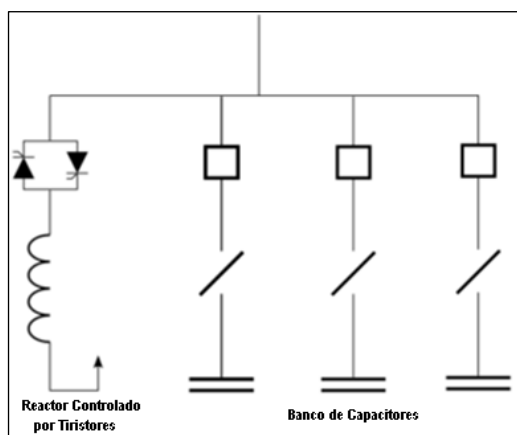 Reactor Controlado
por Tiristores
Banco de Capacitores